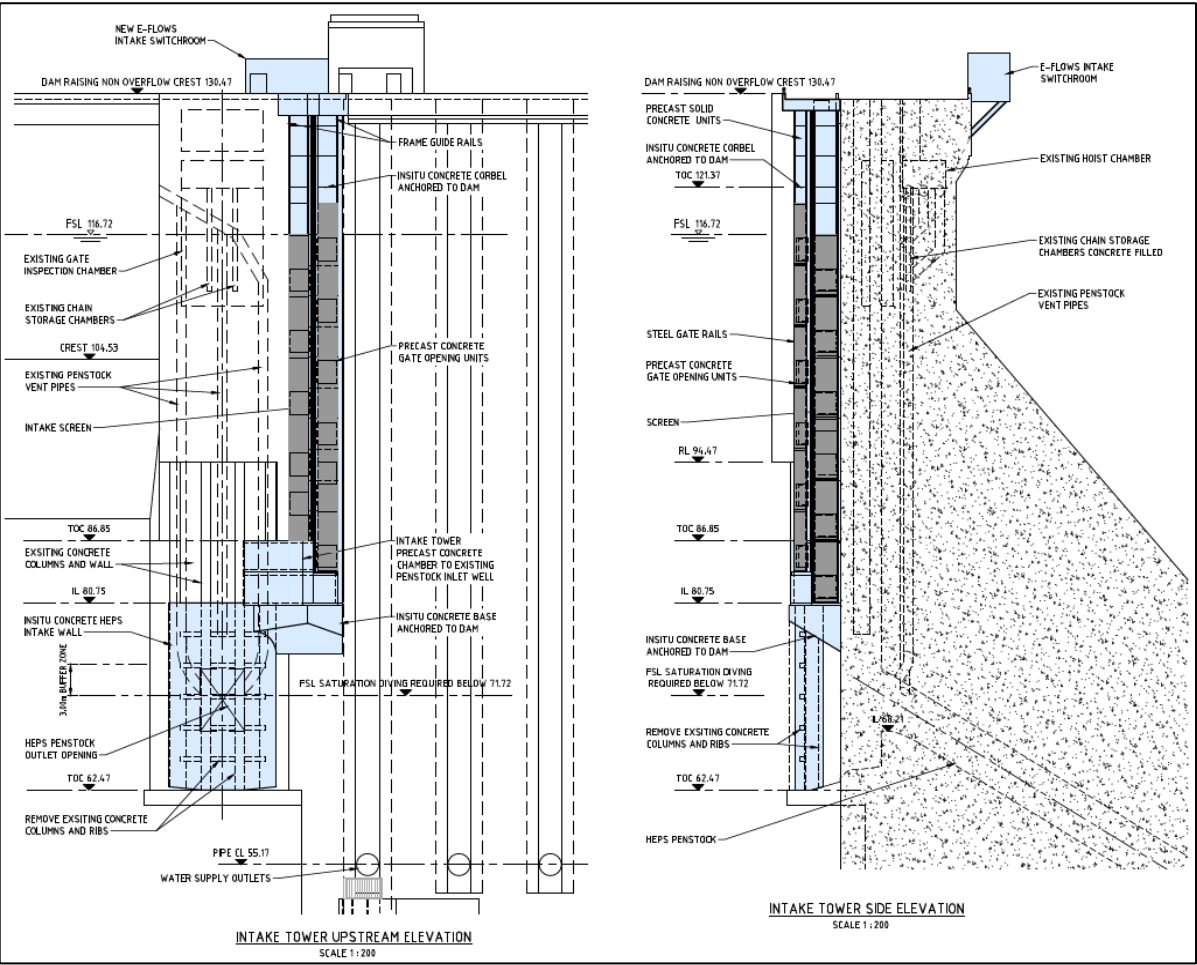 NEW E-FLOWS
INTAKE SWITCHROOM
DAM RAISING NON OVERFLOW CREST 130.47
FRAME GUIDE RAILS
INSITU CONCRETE CORBEL
ANCHORED TO DAM
FSL 116.72
EXISTING GATE
INSPECTION CHAMBER
EXISTING CHAIN
STORAGE CHAMBERS
CREST 104.53
PRECAST CONCRETE
GATE OPENING UNITS
EXISTING PENSTOCK
VENT PIPES
INTAKE SCREEN
TOC 86.85
EXSITING CONCRETE
COLUMNS AND WALL
INTAKE TOWER
PRECAST CONCRETE
CHAMBER TO EXISTING
PENSTOCK INLET WELL
IL 80.75
INSITU CONCRETE HEPS
INTAKE WALL
INSITU CONCRETE BASE
ANCHORED TO DAM
3.00m BUFFER ZONE
FSL SATURATION DIVING REQUIRED BELOW 71.72
HEPS PENSTOCK
OUTLET OPENING
TOC 62.47
REMOVE EXSITING CONCRETE
COLUMNS AND RIBS
PIPE CL 55.17
WATER SUPPLY OUTLETS
INTAKE TOWER UPSTREAM ELEVATION
SCALE 1 : 200
E-FLOWS INTAKE
SWITCHROOM
DAM RAISING NON OVERFLOW CREST 130.47
PRECAST SOLID
CONCRETE UNITS
INSITU CONCRETE CORBEL
ANCHORED TO DAM
TOC 121.37
EXISTING HOIST CHAMBER
FSL 116.72
EXISTING CHAIN STORAGE
CHAMBERS CONCRETE FILLED
EXISTING PENSTOCK
VENT PIPES
STEEL GATE RAILS
PRECAST CONCRETE
GATE OPENING UNITS
SCREEN
RL 94.47
TOC 86.85
IL 80.75
INSITU CONCRETE BASE
ANCHORED TO DAM
FSL SATURATION DIVING
REQUIRED BELOW 71.72
IL 68.21
REMOVE EXSITING CONCRETE
COLUMNS AND RIBS
TOC 62.47
HEPS PENSTOCK
INTAKE TOWER SIDE ELEVATION
SCALE 1 : 200